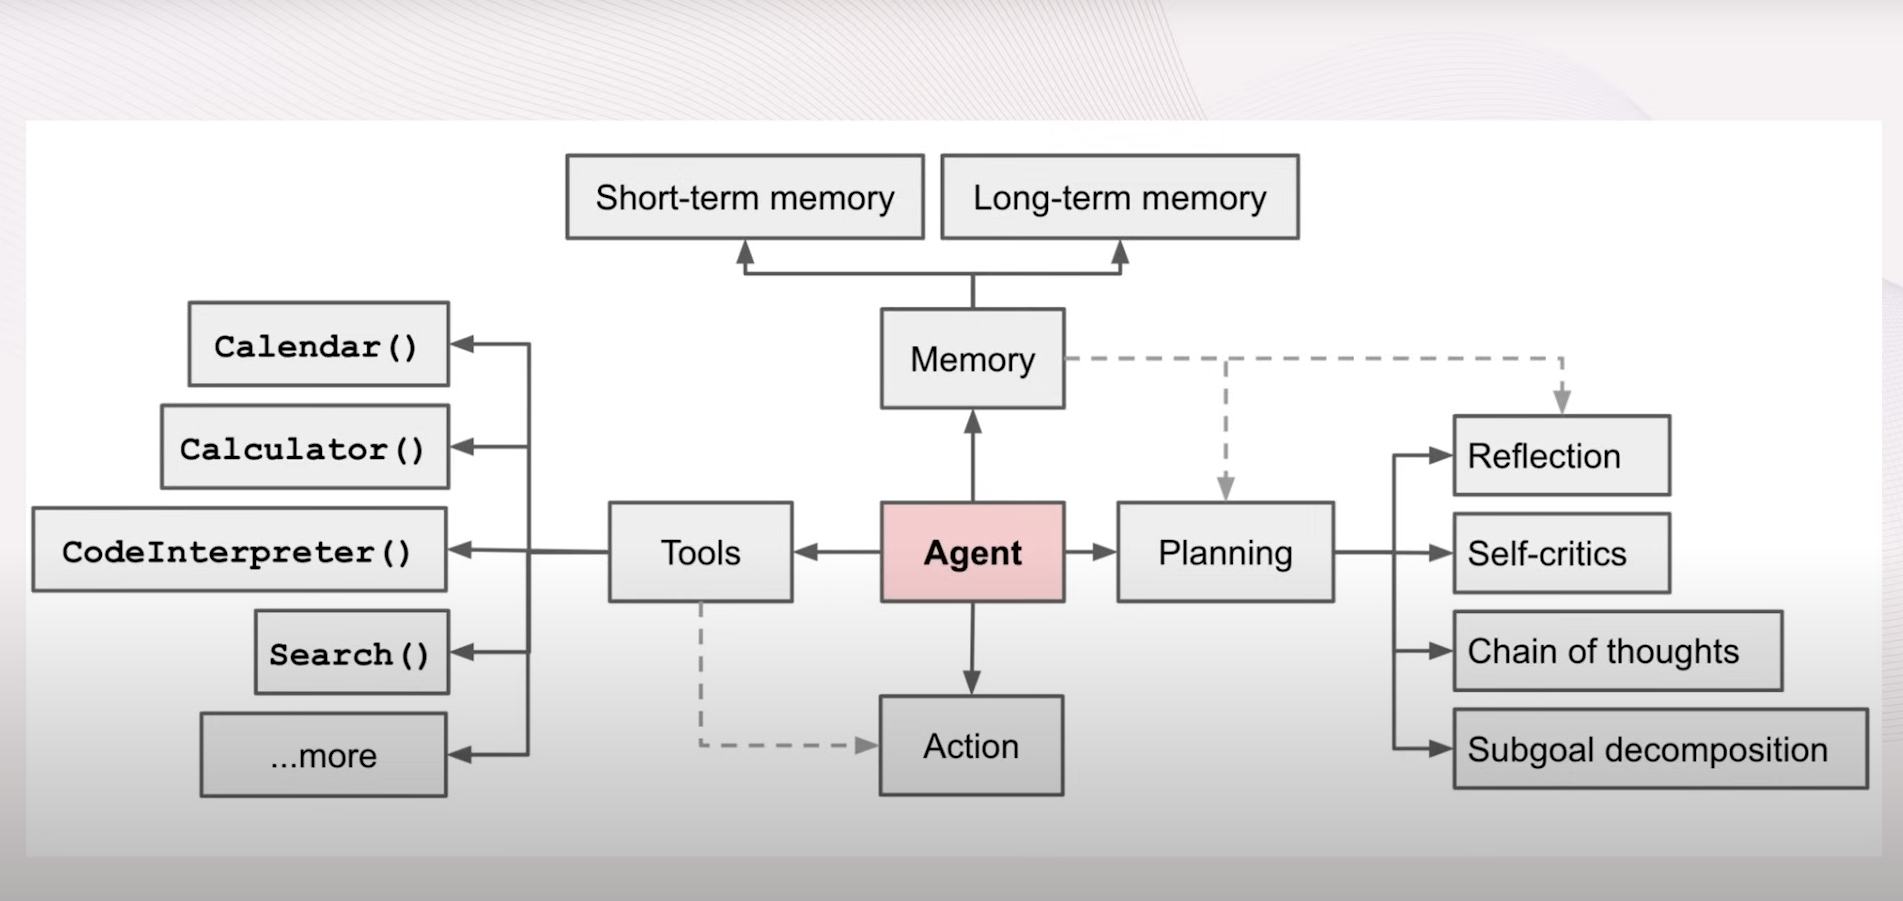 Short-term memory
Long-term memory
Calendar()
Memory
Calculator()
Reflection
CodeInterpreter()
Tools
Agent
Planning
Self-critics
Search()
Chain of thoughts
...more
Action
Subgoal decomposition